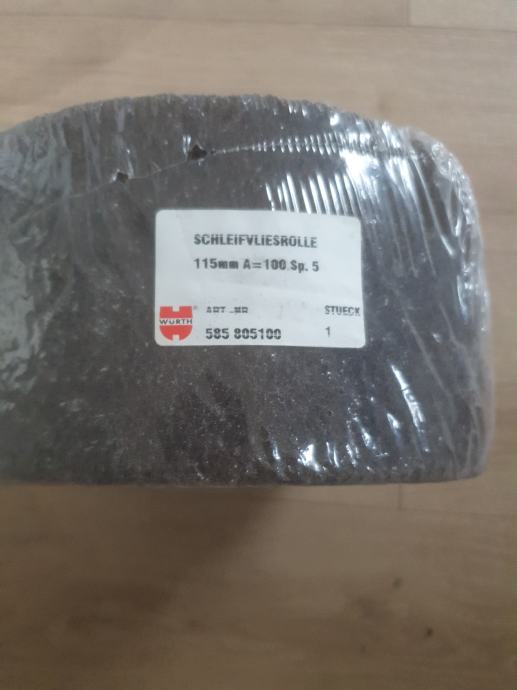 SCHLEIFVLIESROLLE
115mm A=100 Sp. 5
ART.-NR
STUECK
WÜRTH
®
585 805100
1